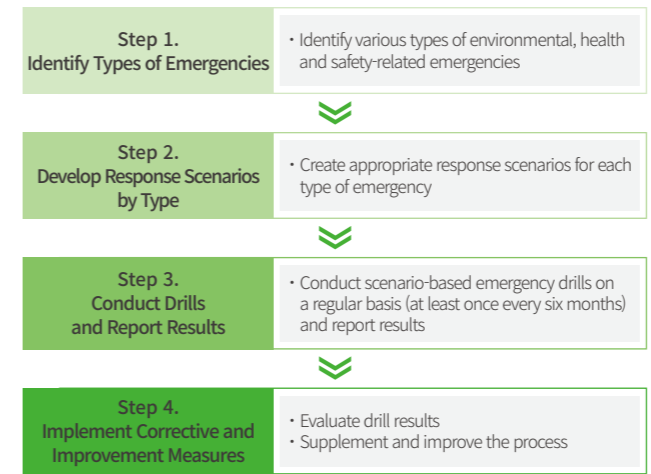 Step 1.
Identify Types of Emergencies
· Identify various types of environmental, health
and safety-related emergencies
Step 2.
Develop Response Scenarios
by Type
· Create appropriate response scenarios for each
type of emergency
Step 3.
Conduct Drills
and Report Results
· Conduct scenario-based emergency drills on
a regular basis (at least once every six months)
and report results
Step 4.
Implement Corrective and
Improvement Measures
· Evaluate drill results
· Supplement and improve the process